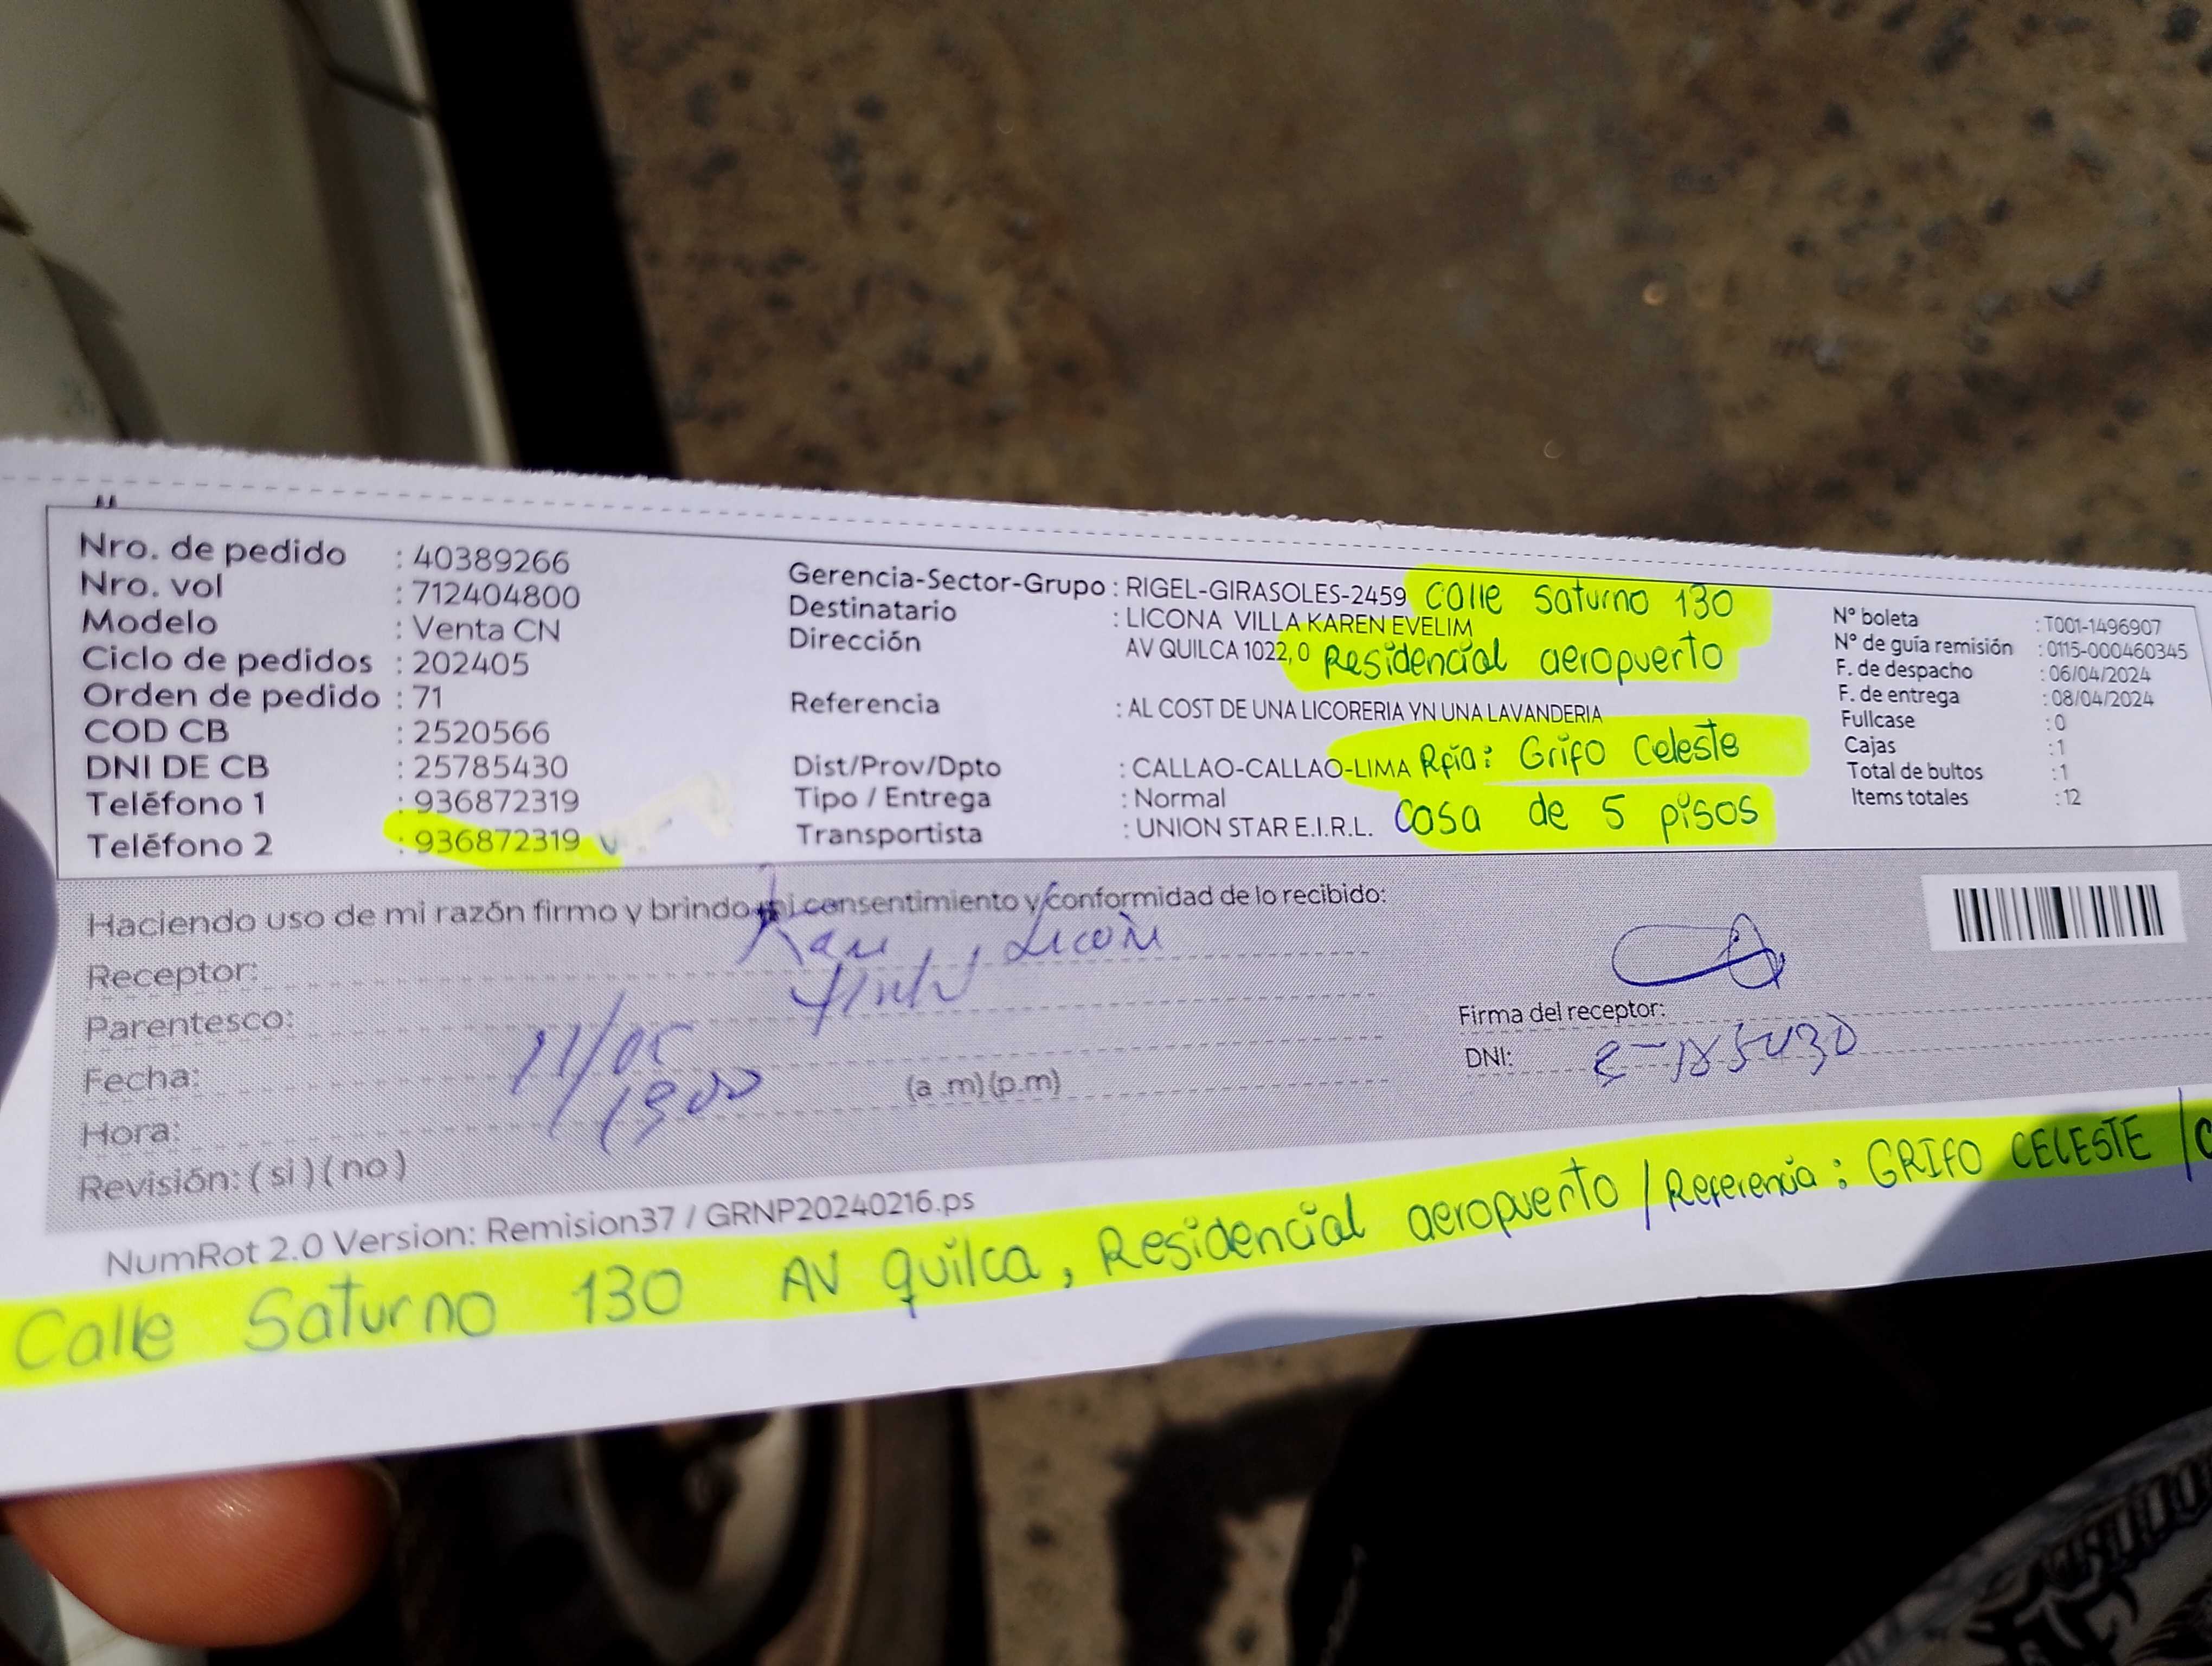 Nro. de pedido : 40389266
Nro. vol : 712404800
Modelo : Venta CN
Ciclo de pedidos : 202405
Orden de pedido : 71
COD CB : 2520566
DNI DE CB : 25785430
Teléfono 1 : 936872319
Teléfono 2 : 936872319
Gerencia-Sector-Grupo : RIGEL-GIRASOLES-2459 Calle Saturno 130
Destinatario : LICONA VILLA KAREN EVELIM
Dirección AV QUILCA 1022,0 Residencial aeropuerto
Referencia : AL COST DE UNA LICORERIA YN UNA LAVANDERIA
Dist/Prov/Dpto : CALLAO-CALLAO-LIMA Rfia: Grifo Celeste
Tipo / Entrega : Normal
Transportista : UNION STAR E.I.R.L. Casa de 5 pisos
N° boleta : T001-1496907
N° de guía remisión : 0115-000460345
F. de despacho : 06/04/2024
F. de entrega : 08/04/2024
Fullcase : 0
Cajas : 1
Total de bultos : 1
Items totales : 12
Haciendo uso de mi razón firmo y brindo mi consentimiento y conformidad de lo recibido:
Receptor:
Parentesco:
Fecha: 11/05
Hora: (a .m) (p.m)
Revisión: ( si ) ( no )
Firma del receptor:
DNI:
NumRot 2.0 Version: Remision37 / GRNP20240216.ps
Calle Saturno 130 AV quilca, Residencial aeropuerto / Referencia: GRIFO CELESTE /